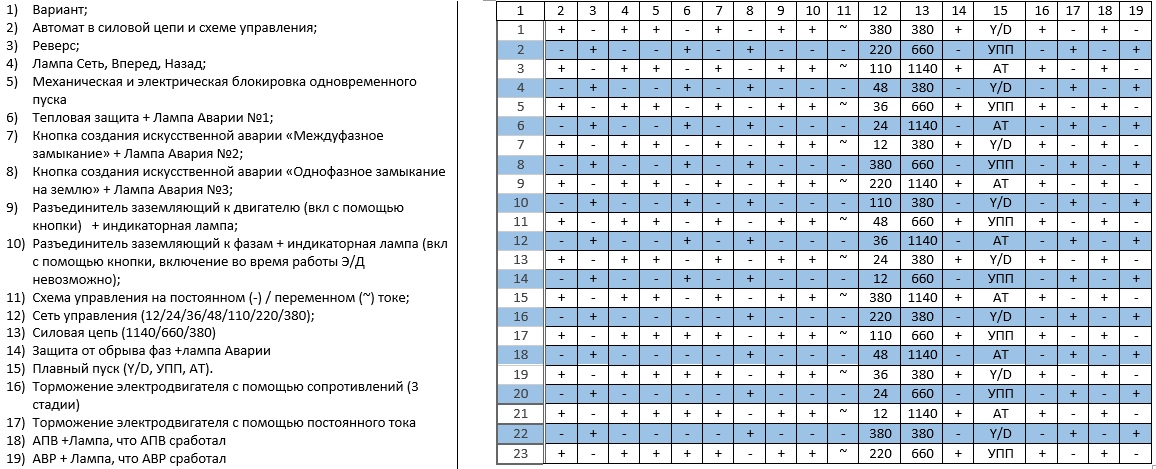 1) Вариант;
2) Автомат в силовой цепи и схеме управления;
3) Реверс;
4) Лампа Сеть, Вперед, Назад;
5) Механическая и электрическая блокировка одновременного
пуска
6) Тепловая защита + Лампа Аварии №1;
7) Кнопка создания искусственной аварии «Междуфазное
замыкание» + Лампа Авария №2;
8) Кнопка создания искусственной аварии «Однофазное замыкание
на землю» + Лампа Авария №3;
9) Разъединитель заземляющий к двигателю (вкл с помощью
кнопки) + индикаторная лампа;
10) Разъединитель заземляющий к фазам + индикаторная лампа (вкл
с помощью кнопки, включение во время работы Э/Д
невозможно);
11) Схема управления на постоянном (-) / переменном (~) токе;
12) Сеть управления (12/24/36/48/110/220/380);
13) Силовая цепь (1140/660/380)
14) Защита от обрыва фаз +лампа Аварии
15) Плавный пуск (Y/D, УПП, АТ).
16) Торможение электродвигателя с помощью сопротивлений (3
стадии)
17) Торможение электродвигателя с помощью постоянного тока
18) АПВ +Лампа, что АПВ сработал
19) АВР + Лампа, что АВР сработал
1 2 3 4 5 6 7 8 9 10 11 12 13 14 15 16 17 18 19
1 + - + + - + - + + ~ 380 380 + Y/D + - + -
2 - + - - + - + - - - 220 660 - УПП - + - +
3 + - + + - + - + + ~ 110 1140 + АТ + - + -
4 - + - - + - + - - - 48 380 - Y/D - + - +
5 + - + + - + - + + ~ 36 660 + УПП + - + -
6 - + - - + - + - - - 24 1140 - АТ - + - +
7 + - + + - + - + + ~ 12 380 + Y/D + - + -
8 - + - - + - + - - - 380 660 - УПП - + - +
9 + - + + - + - + + ~ 220 1140 + АТ + - + -
10 - + - - + - + - - - 110 380 - Y/D - + - +
11 + - + + - + - + + ~ 48 660 + УПП + - + -
12 - + - - + - + - - - 36 1140 - АТ - + - +
13 + - + + - + - + + ~ 24 380 + Y/D + - + -
14 - + - - + - + - - - 12 660 - УПП - + - +
15 + - + + - + - + + ~ 380 1140 + АТ + - + -
16 - + - - + - + - - - 220 380 - Y/D - + - +
17 + - + + + + - + + ~ 110 660 + УПП + - + -
18 - + - - - - + - - - 48 1140 - АТ - + - +
19 + - + + + + - + + ~ 36 380 + Y/D + - + -
20 - + - - - - + - - - 24 660 - УПП - + - +
21 + - + + + + - + + ~ 12 1140 + АТ + - + -
22 - + - - - - + - - - 380 380 - Y/D - + - +
23 + - + + + + - + + ~ 220 660 + УПП + - + -